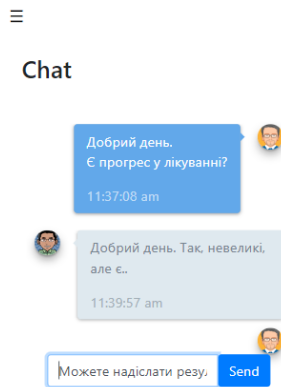 Chat
Добрий день.
Є прогрес у лікуванні?
11:37:08 am
Добрий день. Так, невеликі,
але є..
11:39:57 am
Можете надіслати резу
Send